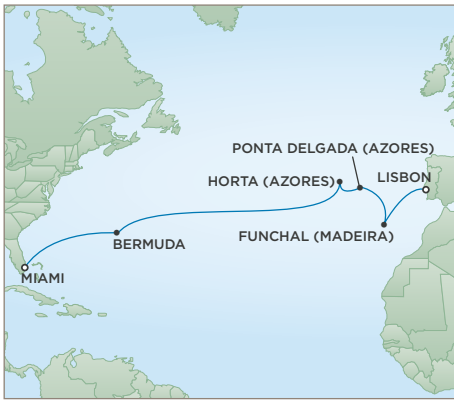 PONTA DELGADA (AZORES)
HORTA (AZORES)
LISBON
FUNCHAL (MADEIRA)
BERMUDA
MIAMI